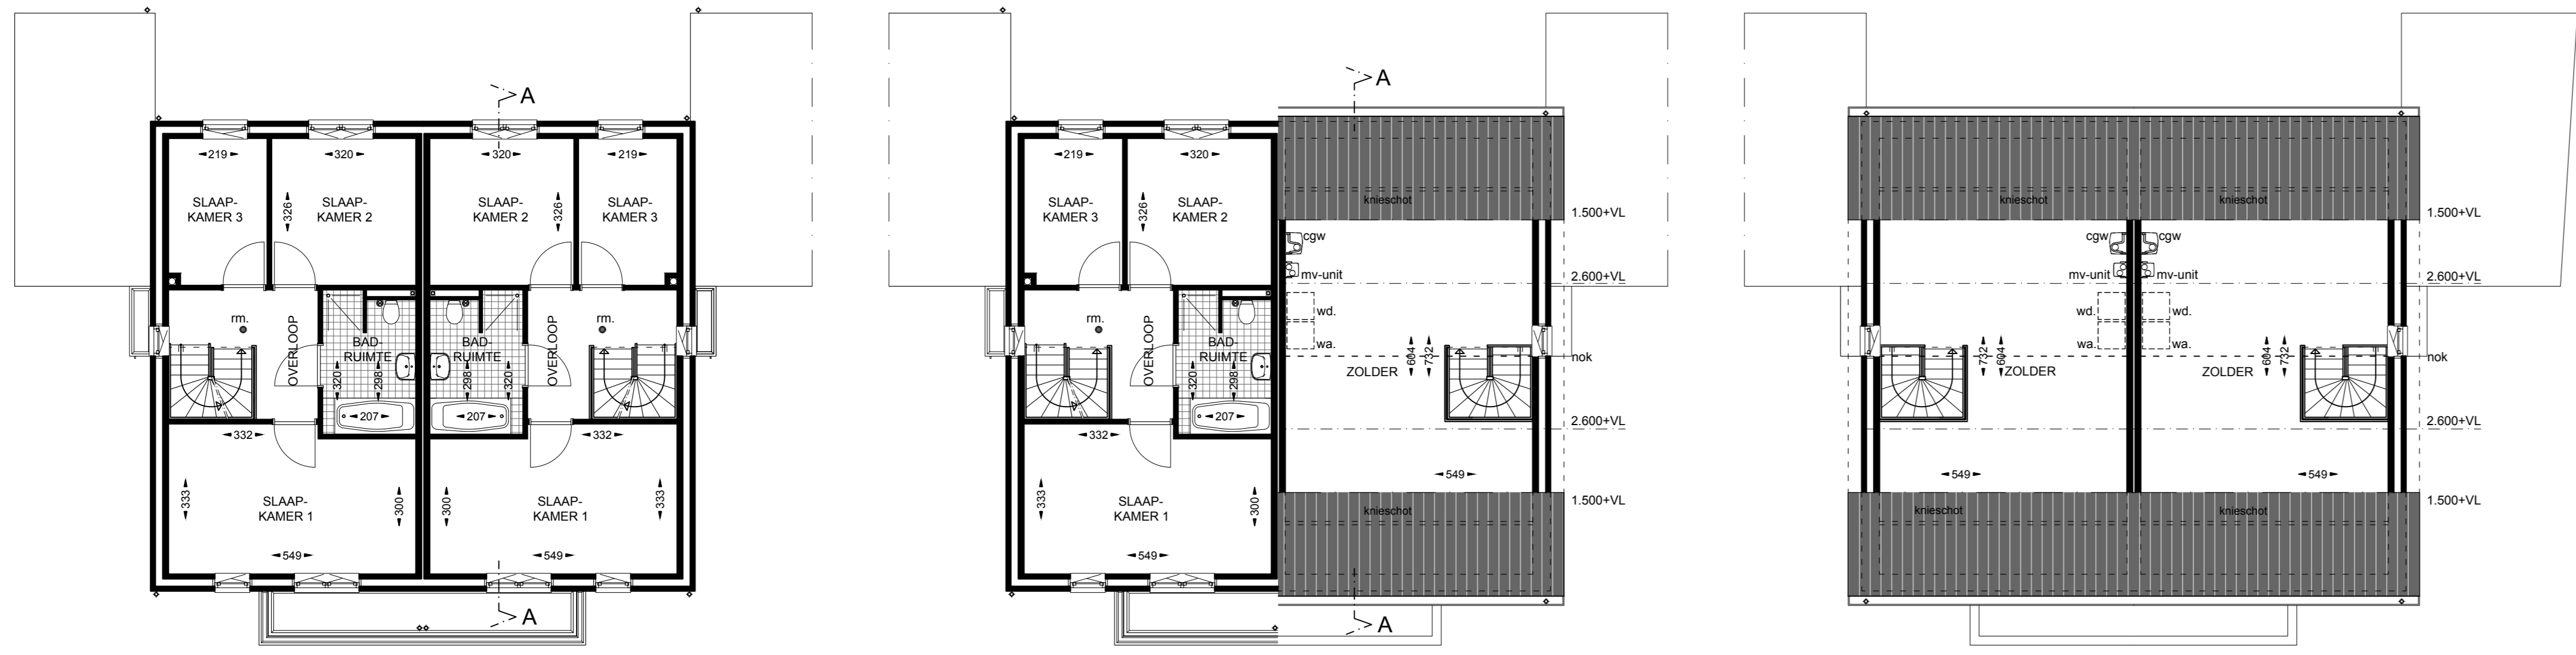 A
219
320
320
219
SLAAP-
KAMER 3
SLAAP-
KAMER 2
326
SLAAP-
KAMER 2
326
SLAAP-
KAMER 3
rm.
OVERLOOP
BAD-
RUIMTE
320
298
207
BAD-
RUIMTE
298
320
207
OVERLOOP
rm.
332
332
333
SLAAP-
KAMER 1
300
549
300
SLAAP-
KAMER 1
333
549
A
A
219
320
SLAAP-
KAMER 3
326
SLAAP-
KAMER 2
rm.
OVERLOOP
BAD-
RUIMTE
320
298
207
332
333
SLAAP-
KAMER 1
300
549
knieschot
1.500+VL
cgw
mv-unit
2.600+VL
wd.
wa.
604
732
nok
ZOLDER
2.600+VL
549
1.500+VL
knieschot
A
knieschot
knieschot
1.500+VL
cgw
cgw
mv-unit
mv-unit
2.600+VL
wd.
wd.
wa.
wa.
732
604
ZOLDER
604
732
ZOLDER
nok
2.600+VL
549
549
1.500+VL
knieschot
knieschot